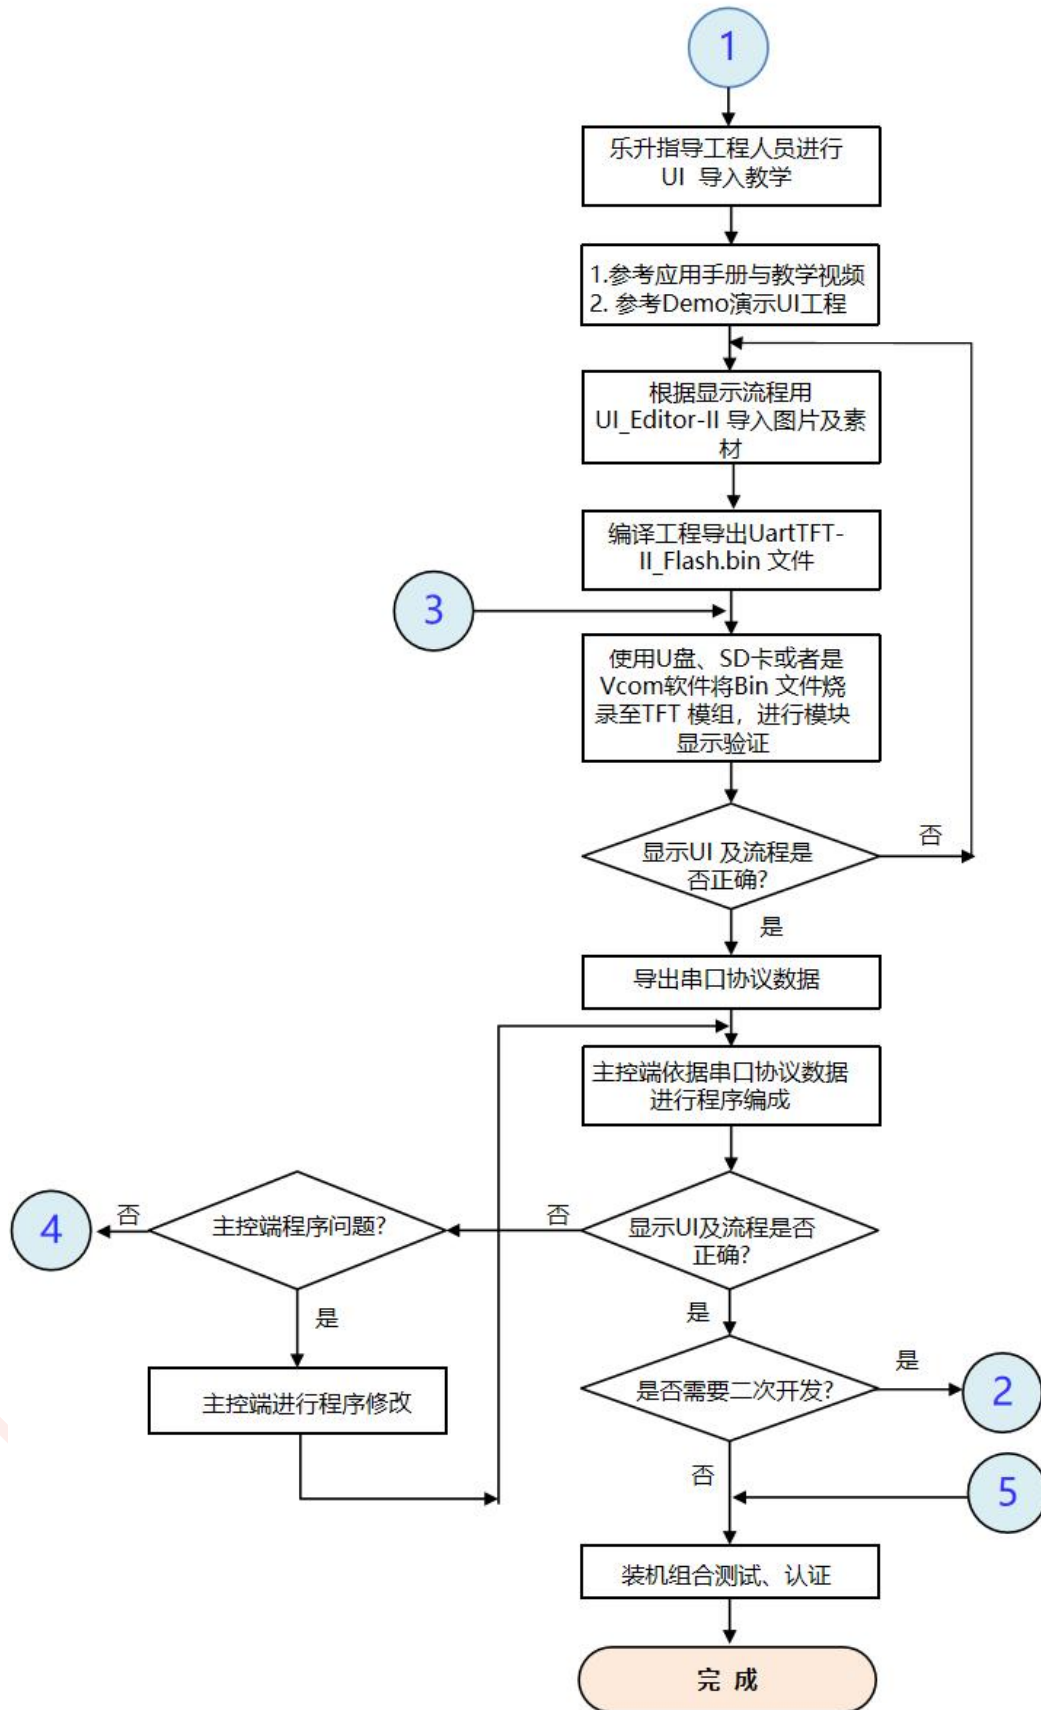 1
乐升指导工程人员进行
UI 导入教学
1.参考应用手册与教学视频
2. 参考Demo演示UI工程
根据显示流程用
UI_Editor-II 导入图片及素
材
编译工程导出UartTFT-
II_Flash.bin 文件
3
使用U盘、SD卡或者是
Vcom软件将Bin 文件烧
录至TFT 模组，进行模块
显示验证
显示UI 及流程是
否正确?
否
是
导出串口协议数据
主控端依据串口协议数据
进行程序编成
显示UI及流程是否
正确?
否
主控端程序问题?
否
4
是
主控端进行程序修改
是
是否需要二次开发?
是
2
否
5
装机组合测试、认证
完 成